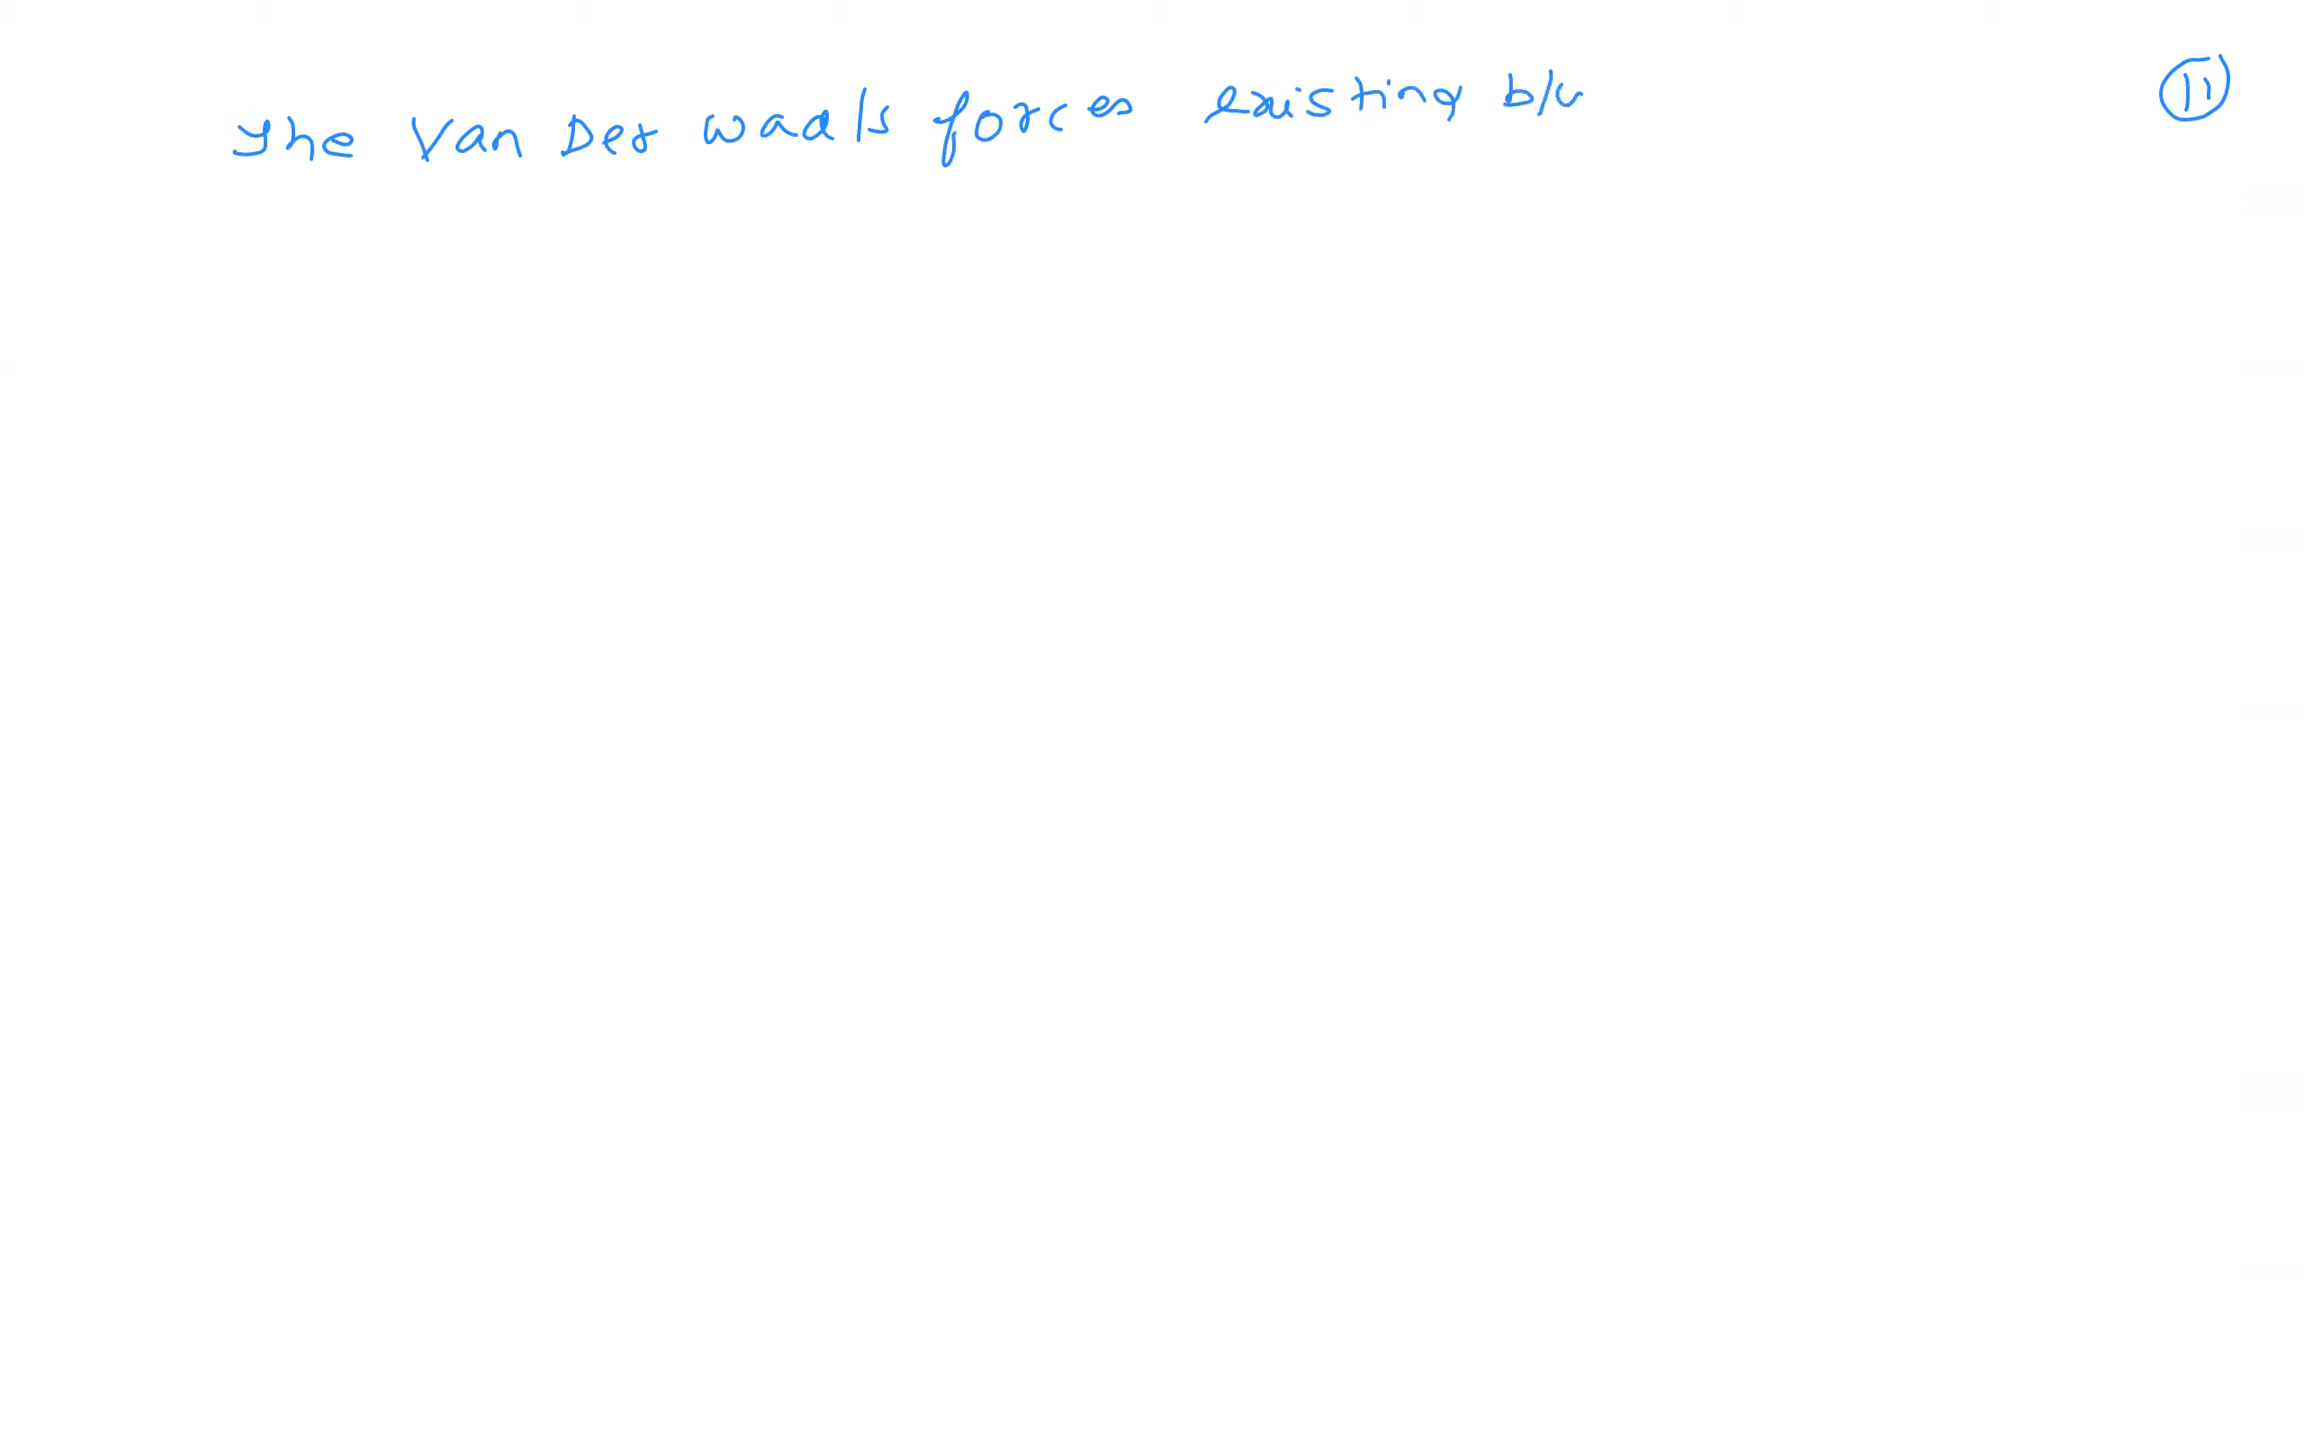 The Van Der waals forces existing b/w
11